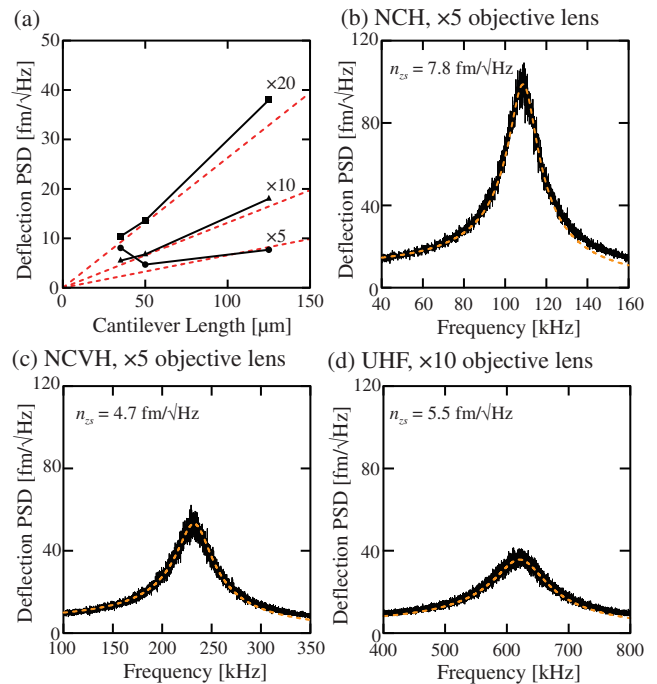 (a)
50
40
30
20
10
0
0
50
100
150
Deflection PSD [fm/√Hz]
Cantilever Length [µm]
×20
×10
×5
(b) NCH, ×5 objective lens
n_zs = 7.8 fm/√Hz
120
80
40
0
40 60 80 100 120 140 160
Deflection PSD [fm/√Hz]
Frequency [kHz]
(c) NCVH, ×5 objective lens
n_zs = 4.7 fm/√Hz
120
80
40
0
100 150 200 250 300 350
Deflection PSD [fm/√Hz]
Frequency [kHz]
(d) UHF, ×10 objective lens
n_zs = 5.5 fm/√Hz
120
80
40
0
400 500 600 700 800
Deflection PSD [fm/√Hz]
Frequency [kHz]